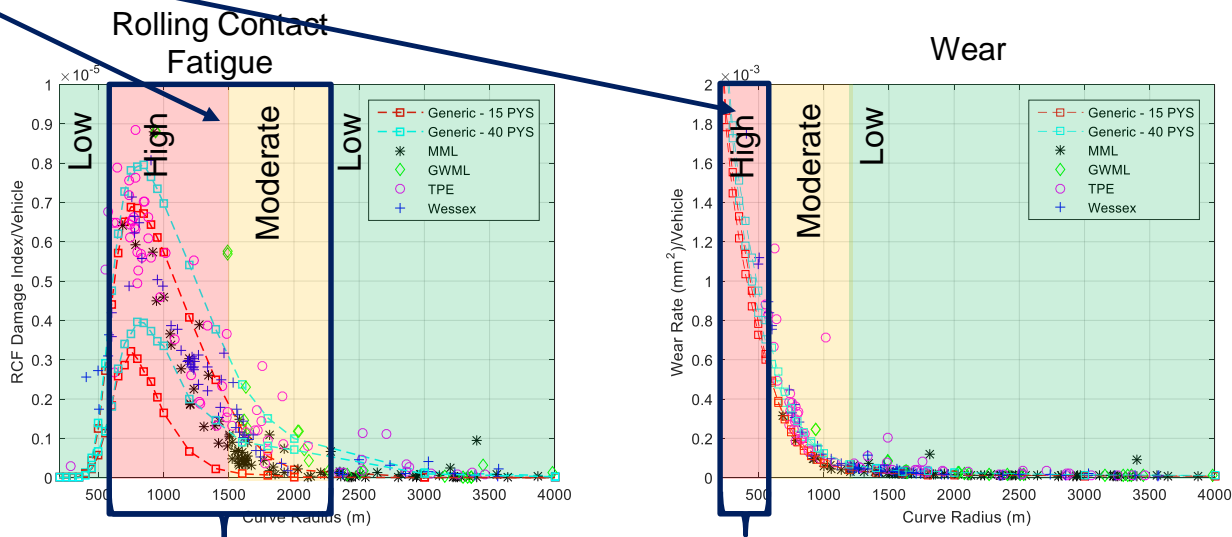 Rolling Contact
Fatigue
×10^-5
1
0.9
0.8
0.7
0.6
0.5
0.4
0.3
0.2
0.1
0
RCF Damage Index/Vehicle
Low
High
Moderate
Low
Generic - 15 PYS
Generic - 40 PYS
MML
GWML
TPE
Wessex
500 1000 1500 2000 2500 3000 3500 4000
Curve Radius (m)
Wear
×10^-3
2
1.8
1.6
1.4
1.2
1
0.8
0.6
0.4
0.2
0
Wear Rate (mm²)/Vehicle
High
Moderate
Low
Generic - 15 PYS
Generic - 40 PYS
MML
GWML
TPE
Wessex
500 1000 1500 2000 2500 3000 3500 4000
Curve Radius (m)